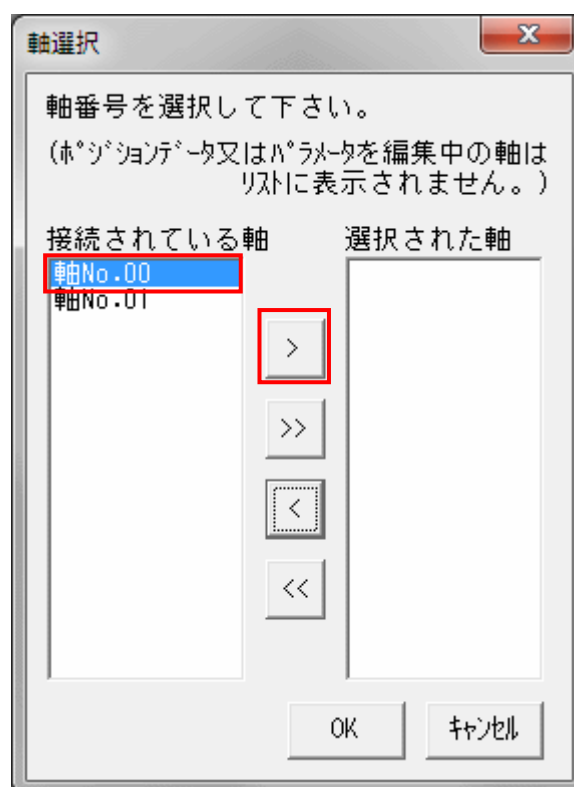 軸選択
軸番号を選択して下さい。
(ﾎﾟｼﾞｼｮﾝﾃﾞｰﾀ又はﾊﾟﾗﾒｰﾀを編集中の軸は
ﾘｽﾄに表示されません。)
接続されている軸 選択された軸
軸No.00
軸No.01
>
>>
<
<<
OK ｷｬﾝｾﾙ